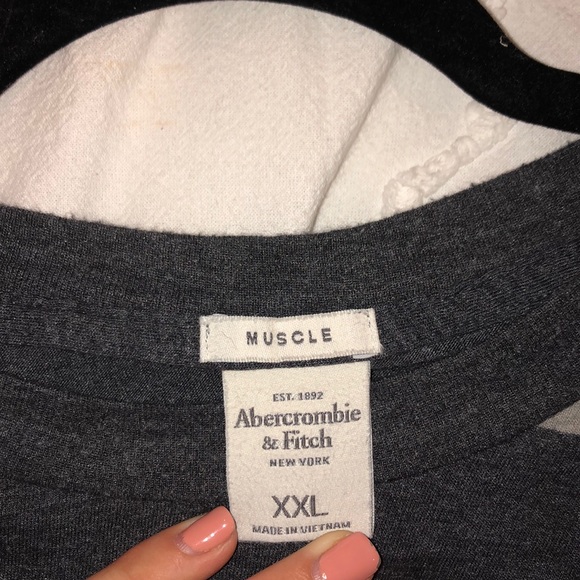 MUSCLE
EST. 1892
Abercrombie
& Fitch
NEW YORK
XXL
MADE IN VIETNAM